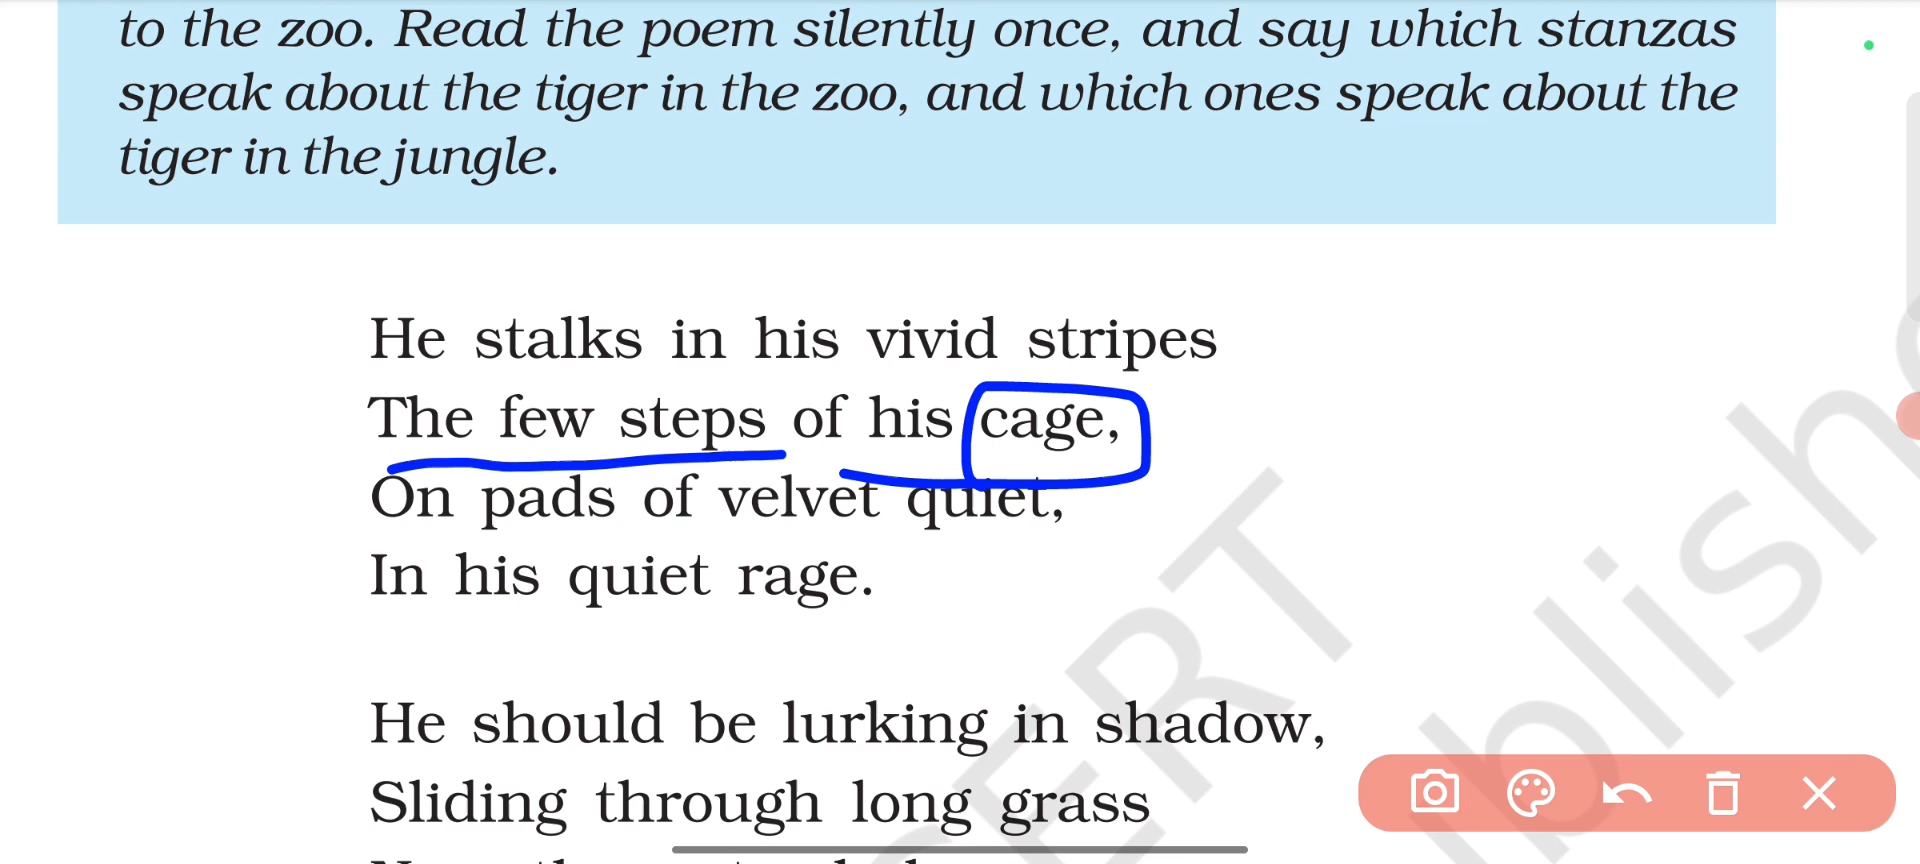 to the zoo. Read the poem silently once, and say which stanzas
speak about the tiger in the zoo, and which ones speak about the
tiger in the jungle.
He stalks in his vivid stripes
The few steps of his cage,
On pads of velvet quiet,
In his quiet rage.
He should be lurking in shadow,
Sliding through long grass